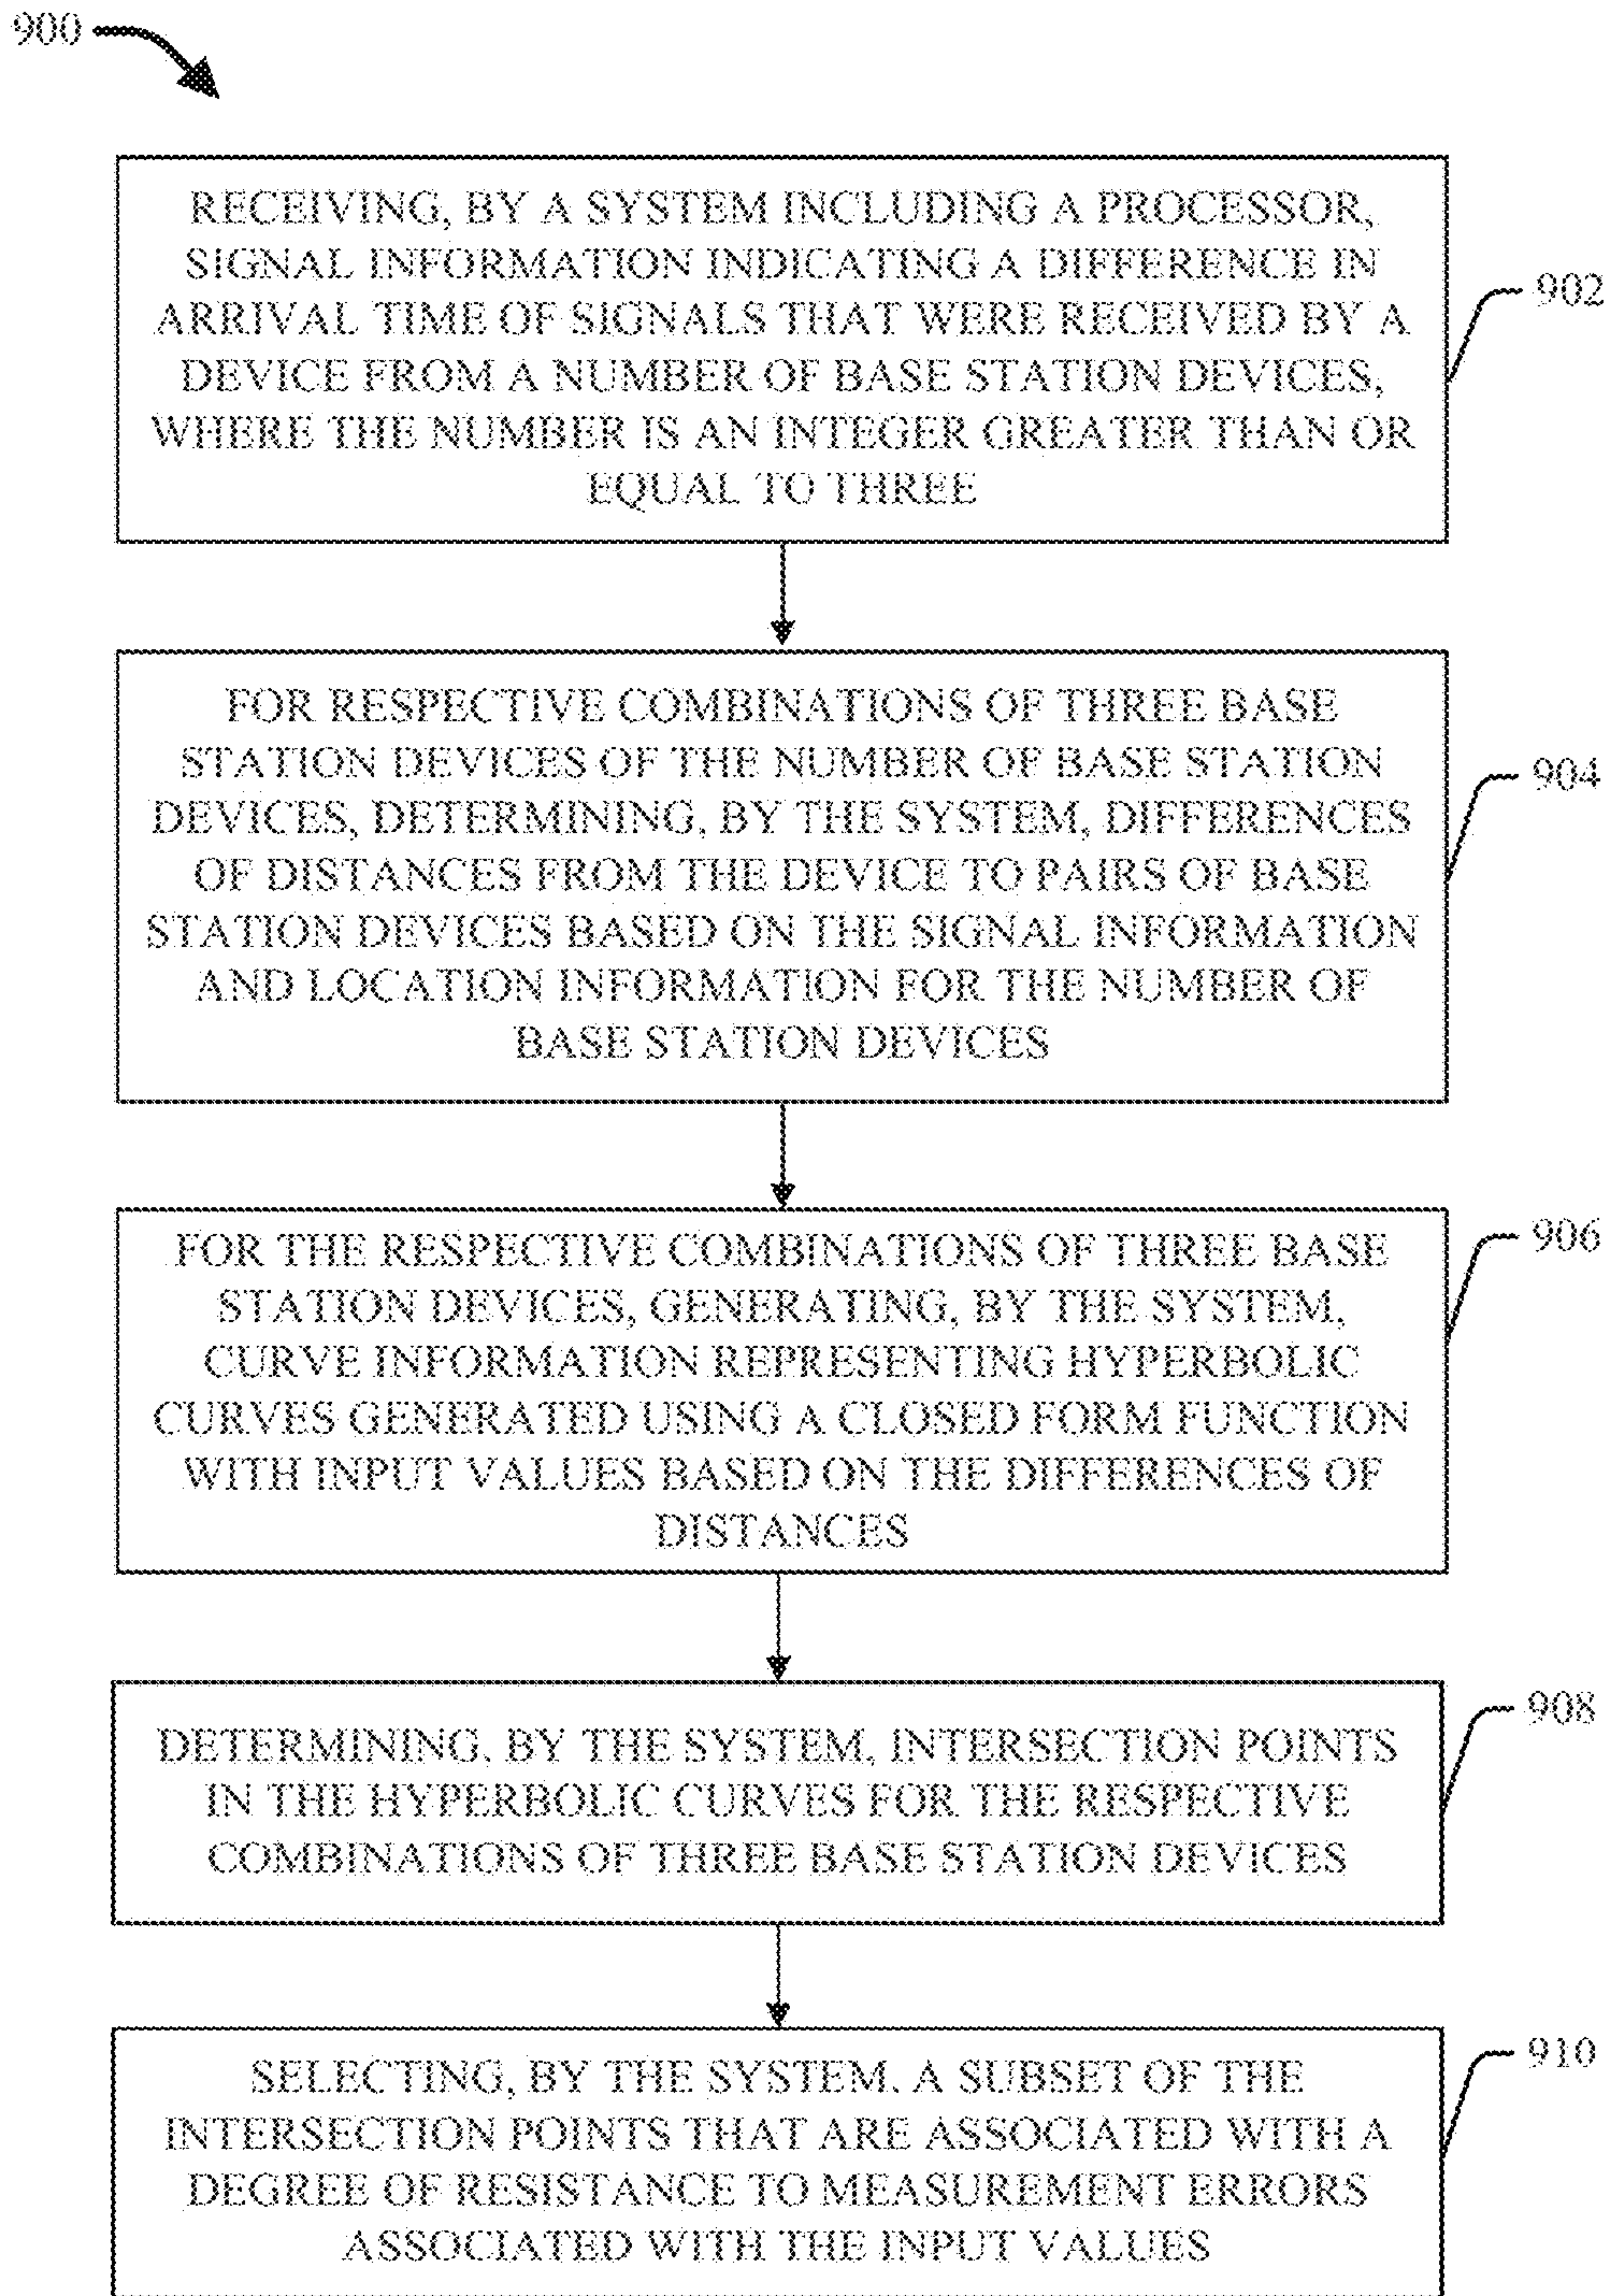 900
RECEIVING, BY A SYSTEM INCLUDING A PROCESSOR,
SIGNAL INFORMATION INDICATING A DIFFERENCE IN
ARRIVAL TIME OF SIGNALS THAT WERE RECEIVED BY A
DEVICE FROM A NUMBER OF BASE STATION DEVICES,
WHERE THE NUMBER IS AN INTEGER GREATER THAN OR
EQUAL TO THREE
902
FOR RESPECTIVE COMBINATIONS OF THREE BASE
STATION DEVICES OF THE NUMBER OF BASE STATION
DEVICES, DETERMINING, BY THE SYSTEM, DIFFERENCES
OF DISTANCES FROM THE DEVICE TO PAIRS OF BASE
STATION DEVICES BASED ON THE SIGNAL INFORMATION
AND LOCATION INFORMATION FOR THE NUMBER OF
BASE STATION DEVICES
904
FOR THE RESPECTIVE COMBINATIONS OF THREE BASE
STATION DEVICES, GENERATING, BY THE SYSTEM,
CURVE INFORMATION REPRESENTING HYPERBOLIC
CURVES GENERATED USING A CLOSED FORM FUNCTION
WITH INPUT VALUES BASED ON THE DIFFERENCES OF
DISTANCES
906
DETERMINING, BY THE SYSTEM, INTERSECTION POINTS
IN THE HYPERBOLIC CURVES FOR THE RESPECTIVE
COMBINATIONS OF THREE BASE STATION DEVICES
908
SELECTING, BY THE SYSTEM, A SUBSET OF THE
INTERSECTION POINTS THAT ARE ASSOCIATED WITH A
DEGREE OF RESISTANCE TO MEASUREMENT ERRORS
ASSOCIATED WITH THE INPUT VALUES
910